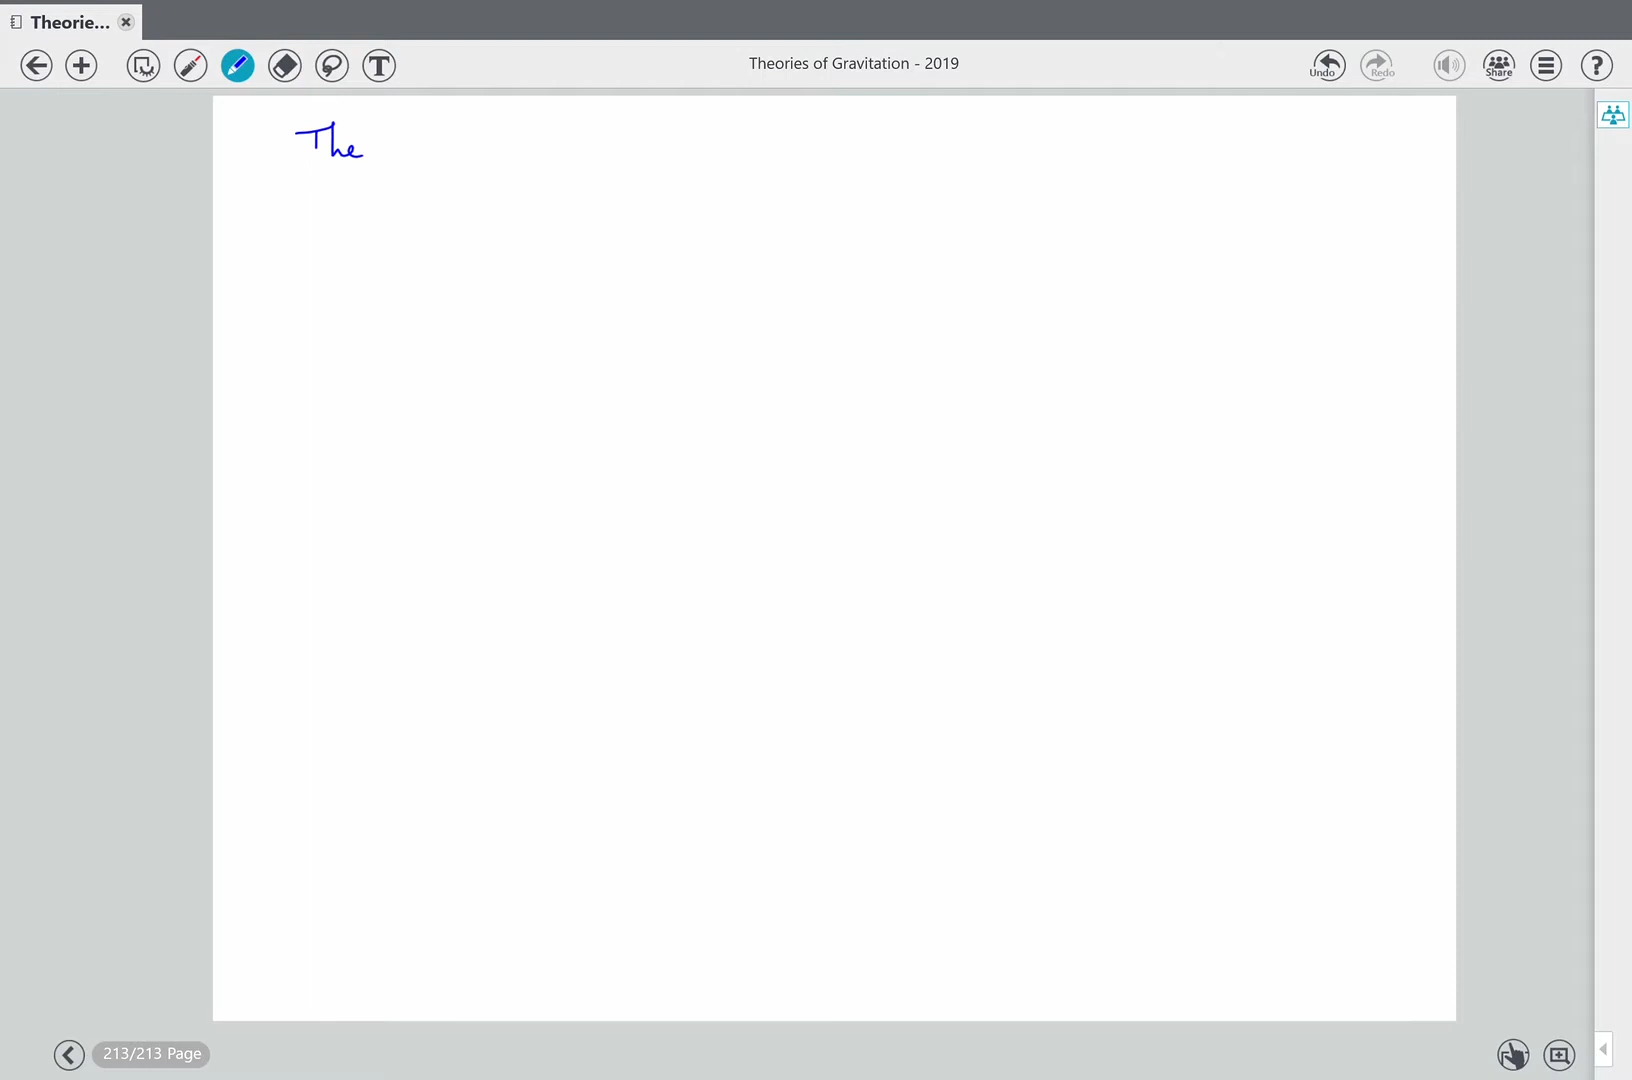 Theorie...
Theories of Gravitation - 2019
Undo
Redo
Share
The
213/213 Page